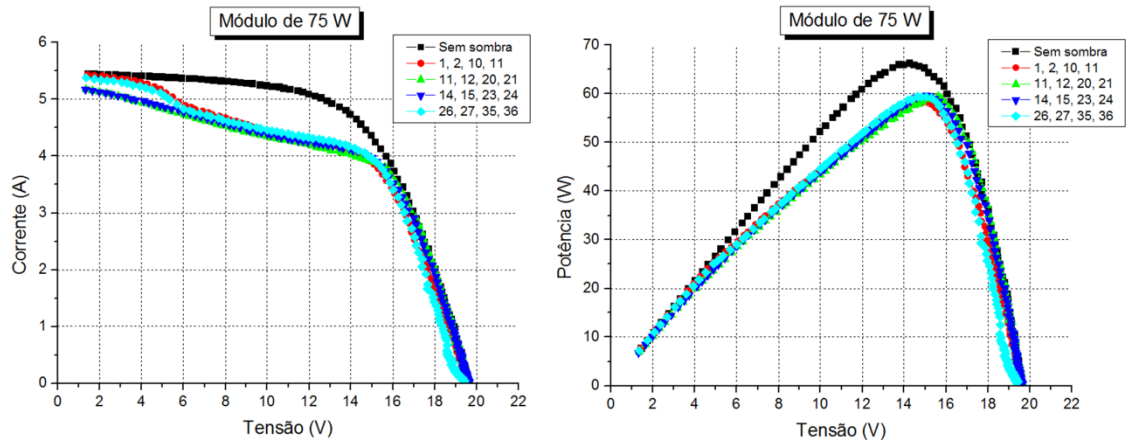 Módulo de 75 W
Corrente (A)
6
5
4
3
2
1
0
Sem sombra
1, 2, 10, 11
11, 12, 20, 21
14, 15, 23, 24
26, 27, 35, 36
0 2 4 6 8 10 12 14 16 18 20 22
Tensão (V)
Módulo de 75 W
Potência (W)
70
60
50
40
30
20
10
0
Sem sombra
1, 2, 10, 11
11, 12, 20, 21
14, 15, 23, 24
26, 27, 35, 36
0 2 4 6 8 10 12 14 16 18 20 22
Tensão (V)